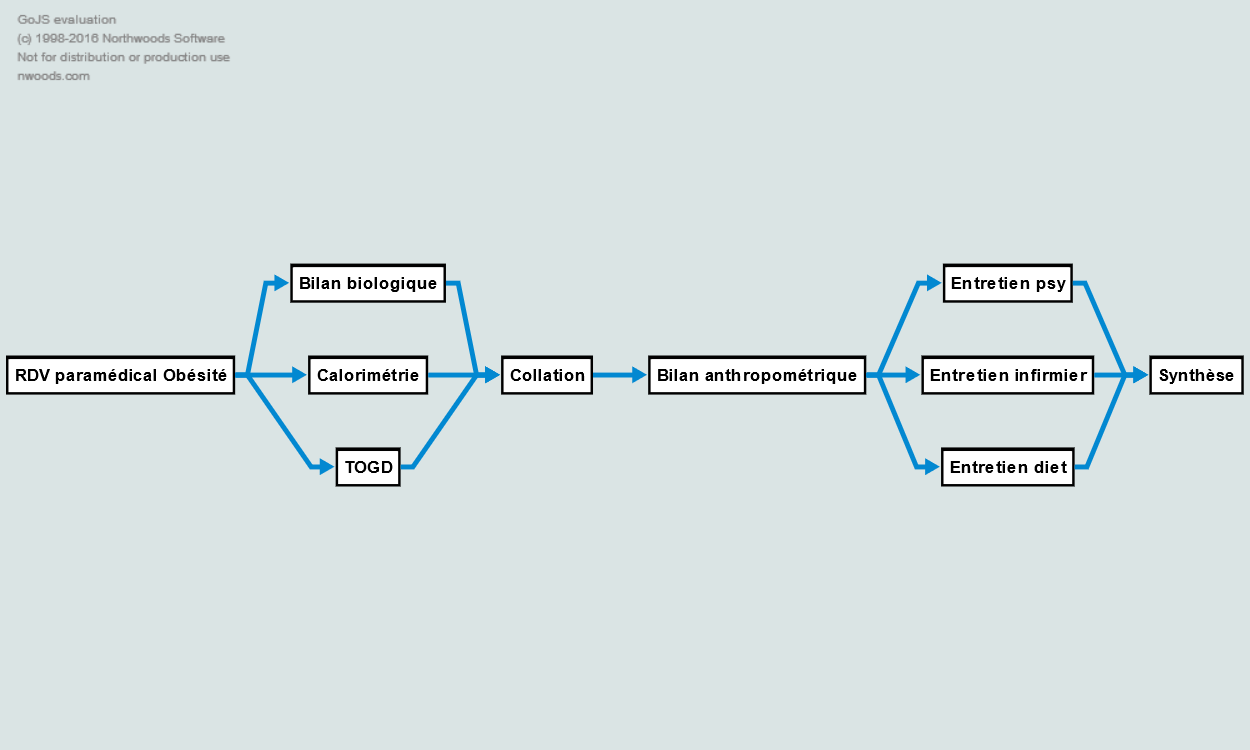 GoJS evaluation
(c) 1998-2016 Northwoods Software
Not for distribution or production use
nwoods.com
RDV paramédical Obésité
Bilan biologique
Calorimétrie
TOGD
Collation
Bilan anthropométrique
Entretien psy
Entretien infirmier
Entretien diet
Synthèse